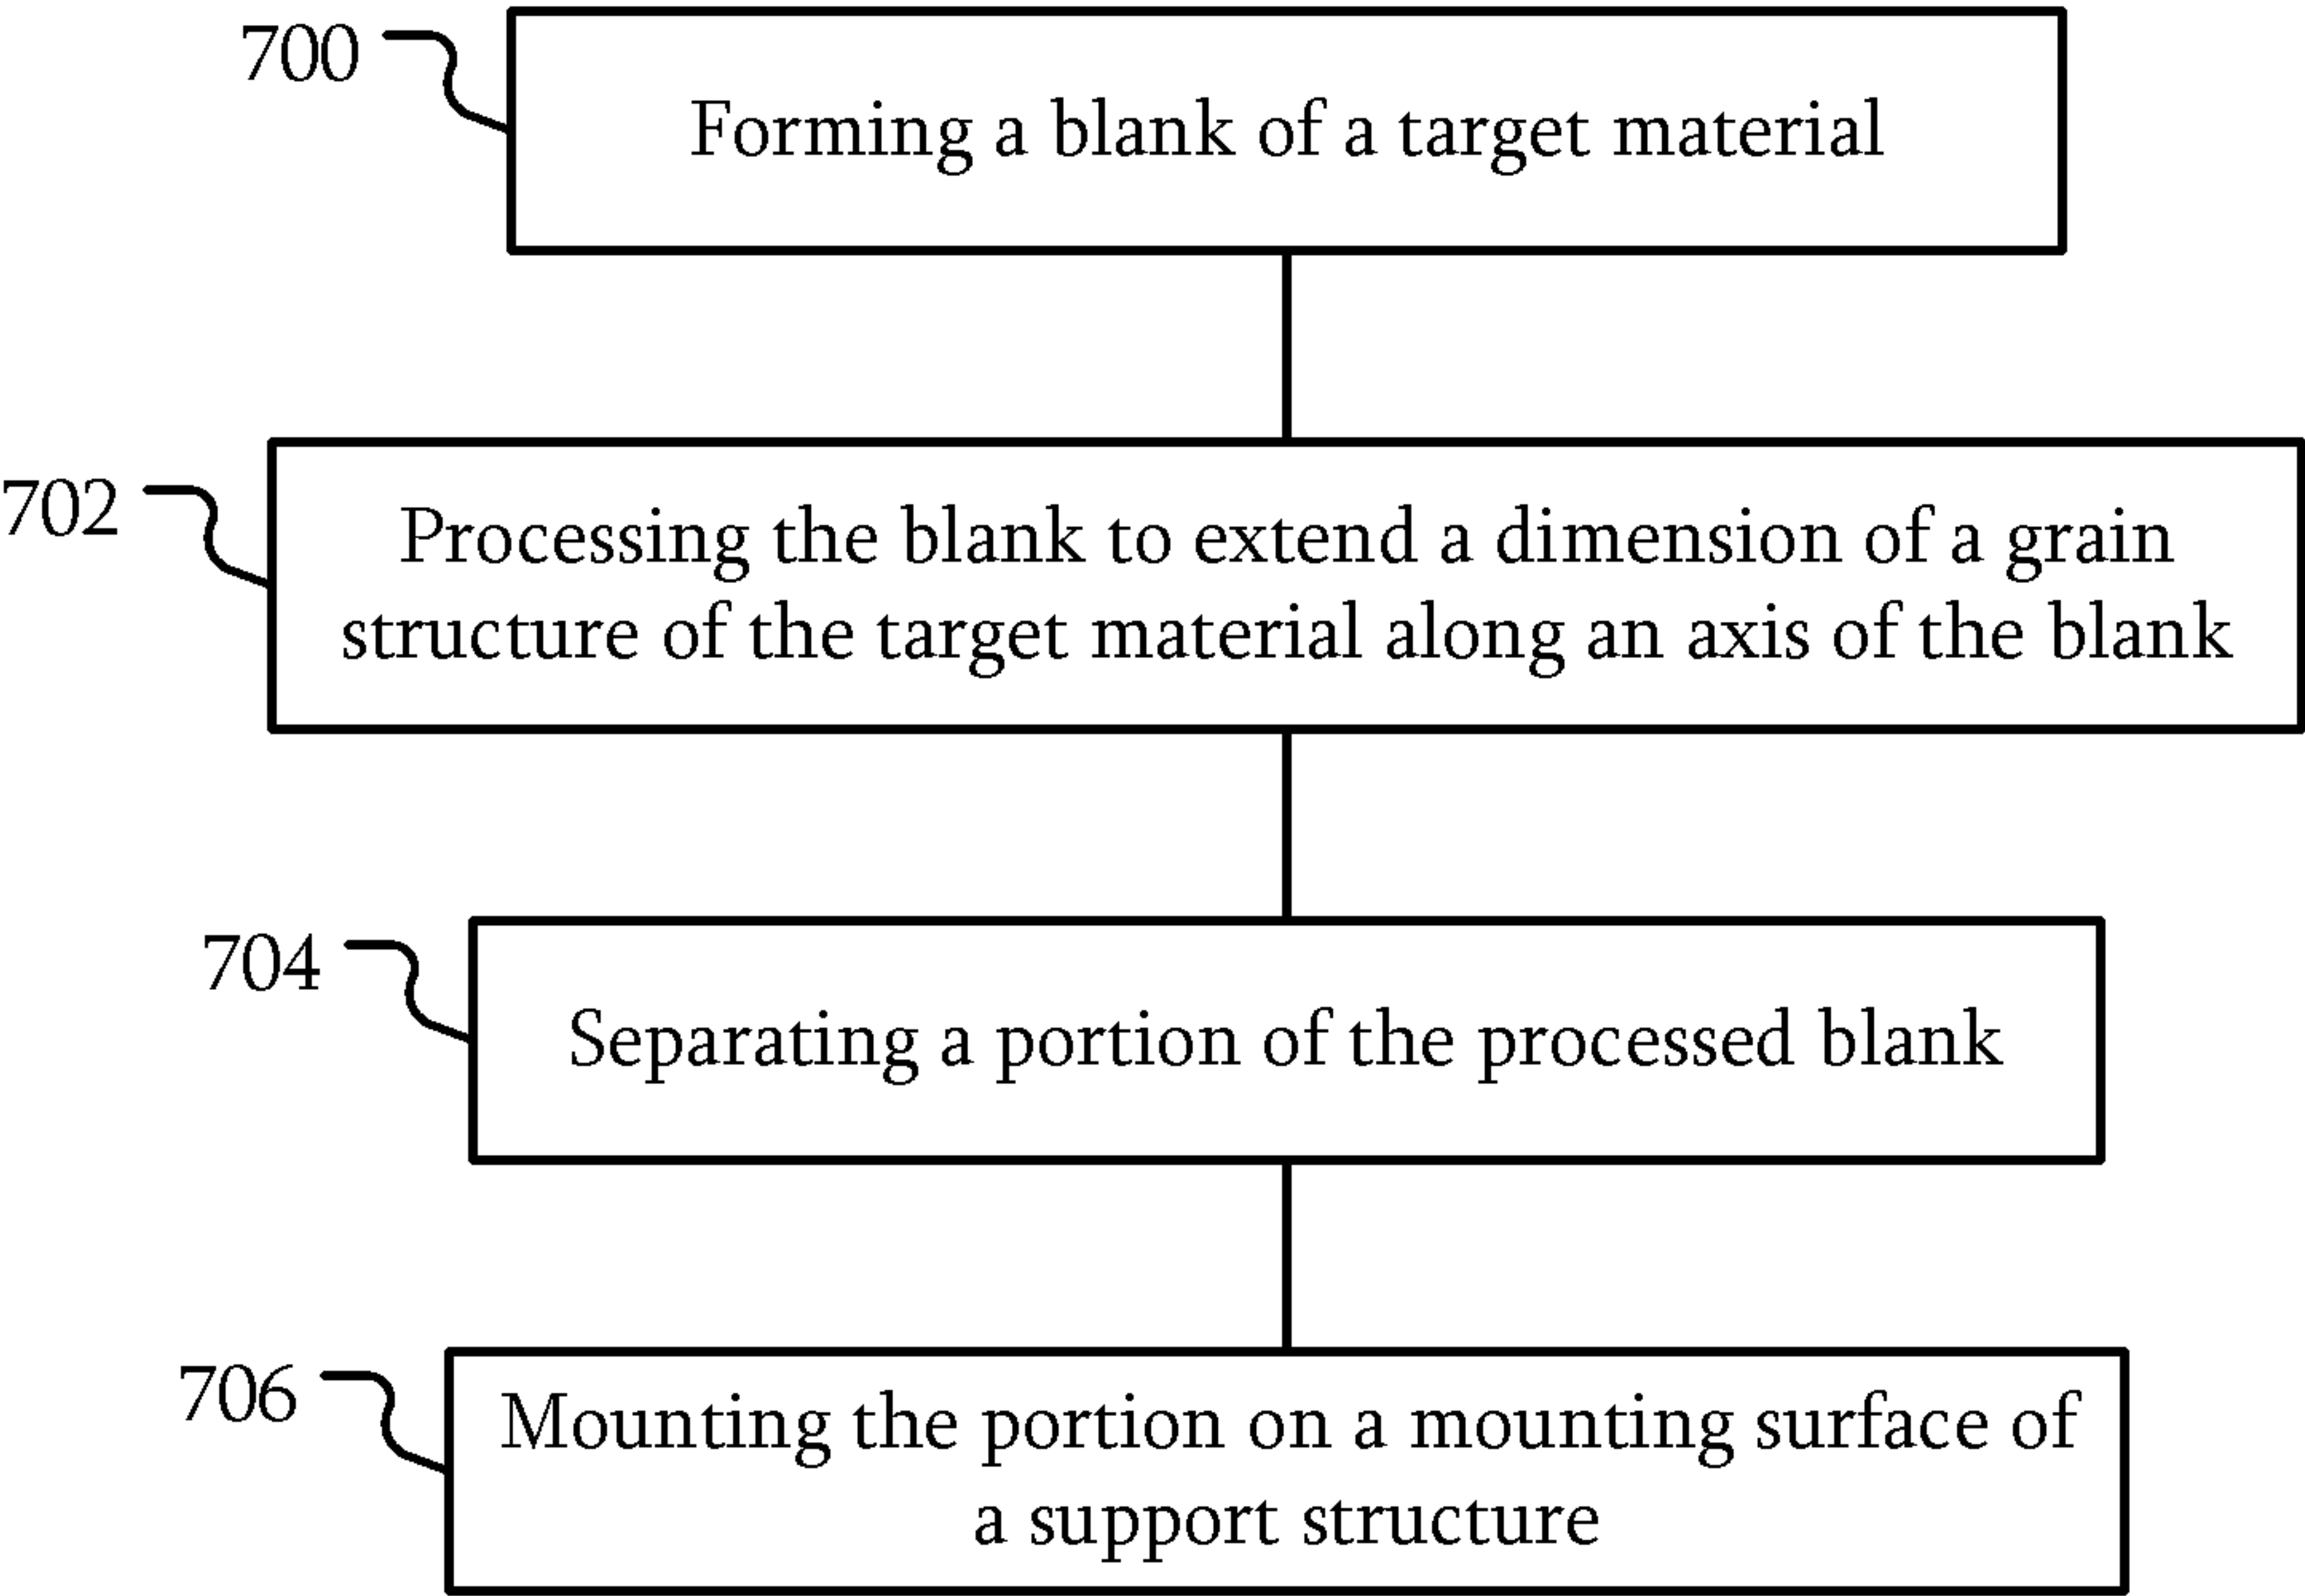 700
Forming a blank of a target material
702
Processing the blank to extend a dimension of a grain
structure of the target material along an axis of the blank
704
Separating a portion of the processed blank
706
Mounting the portion on a mounting surface of
a support structure